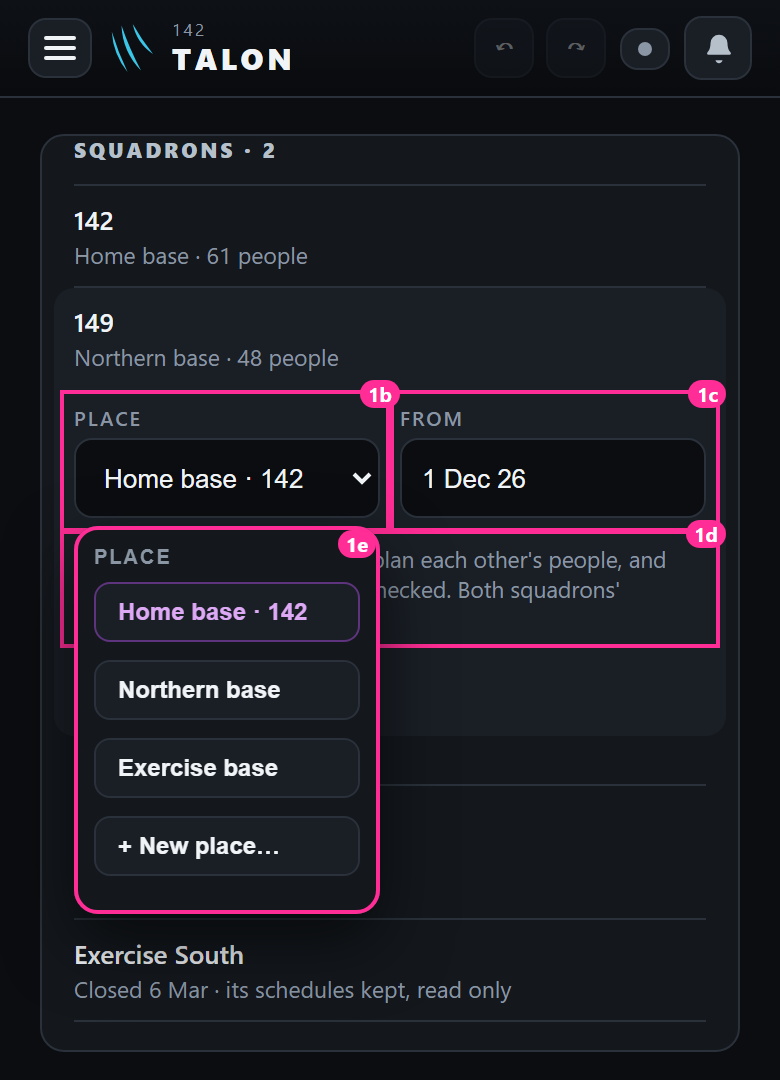 142
TALON
SQUADRONS · 2
142
Home base · 61 people
149
Northern base · 48 people
1b
1c
PLACE
FROM
Home base · 142
1 Dec 26
1d
1e
PLACE
plan each other's people, and
Home base · 142
Both squadrons'
Northern base
Exercise base
+ New place…
Exercise South
Closed 6 Mar · its schedules kept, read only